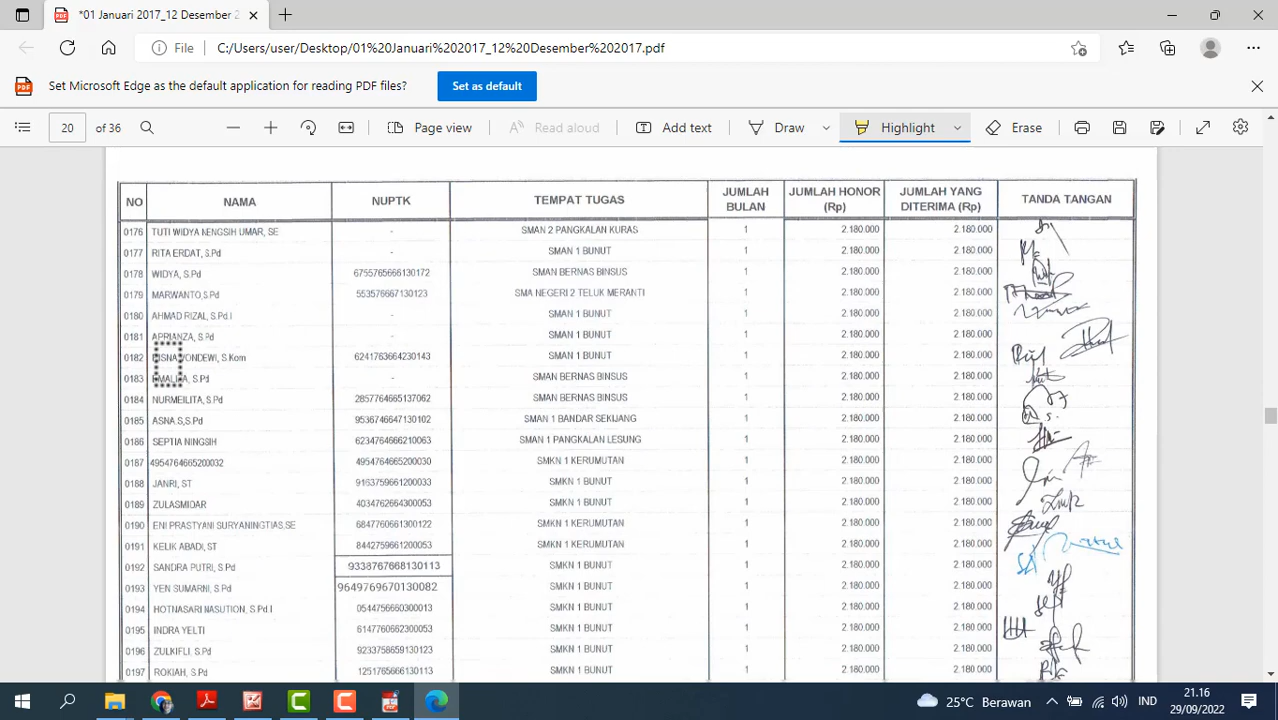 *01 Januari 2017_12 Desember 2
File C:/Users/user/Desktop/01%20Januari%202017_12%20Desember%202017.pdf
Set Microsoft Edge as the default application for reading PDF files? Set as default
20 of 36 Page view Read aloud Add text Draw Highlight Erase
NO NAMA NUPTK TEMPAT TUGAS JUMLAH BULAN JUMLAH HONOR (Rp) JUMLAH YANG DITERIMA (Rp) TANDA TANGAN
0176 TUTI WIDYA NENGSIH UMAR, SE - SMAN 2 PANGKALAN KURAS 1 2.180.000 2.180.000
0177 RITA ERDAT, S.Pd - SMAN 1 BUNUT 1 2.180.000 2.180.000
0178 WIDYA, S.Pd 6755765666130172 SMAN BERNAS BINSUS 1 2.180.000 2.180.000
0179 MARWANTO,S.Pd 553576667130123 SMA NEGERI 2 TELUK MERANTI 1 2.180.000 2.180.000
0180 AHMAD RIZAL, S.Pd.I - SMAN 1 BUNUT 1 2.180.000 2.180.000
0181 APRIANZA, S,Pd - SMAN 1 BUNUT 1 2.180.000 2.180.000
0182 S.Kom 6241763664230143 SMAN 1 BUNUT 1 2.180.000 2.180.000
0183 S,Pd - SMAN BERNAS BINSUS 1 2.180.000 2.180.000
0184 NURMEILITA, S,Pd 2857764665137062 SMAN BERNAS BINSUS 1 2.180.000 2.180.000
0185 ASNA.S,S.Pd 9536746647130102 SMAN 1 BANDAR SEKIJANG 1 2.180.000 2.180.000
0186 SEPTIA NINGSIH 6234764666210063 SMAN 1 PANGKALAN LESUNG 1 2.180.000 2.180.000
0187 4954764665200032 4954764665200030 SMKN 1 KERUMUTAN 1 2.180.000 2.180.000
0188 JANRI, ST 9163759661200033 SMKN 1 BUNUT 1 2.180.000 2.180.000
0189 ZULASMIDAR 4034762664300053 SMKN 1 BUNUT 1 2.180.000 2.180.000
0190 ENI PRASTYANI SURYANINGTIAS.SE 6847760661300122 SMKN 1 KERUMUTAN 1 2.180.000 2.180.000
0191 KELIK ABADI, ST 8442759661200053 SMKN 1 KERUMUTAN 1 2.180.000 2.180.000
0192 SANDRA PUTRI, S.Pd 9338767668130113 SMKN 1 BUNUT 1 2.180.000 2.180.000
0193 YEN SUMARNI, S.Pd 9649769670130082 SMKN 1 BUNUT 1 2.180.000 2.180.000
0194 HOTNASARI NASUTION, S.Pd.I 0544756660300013 SMKN 1 BUNUT 1 2.180.000 2.180.000
0195 INDRA YELTI 6147760662300053 SMKN 1 BUNUT 1 2.180.000 2.180.000
0196 ZULKIFLI. S.Pd 9233758659130123 SMKN 1 BUNUT 1 2.180.000 2.180.000
0197 ROKIAH, S.Pd 1251765666130113 SMKN 1 BUNUT 1 2.180.000 2.180.000
25°C Berawan IND 21.16
29/09/2022